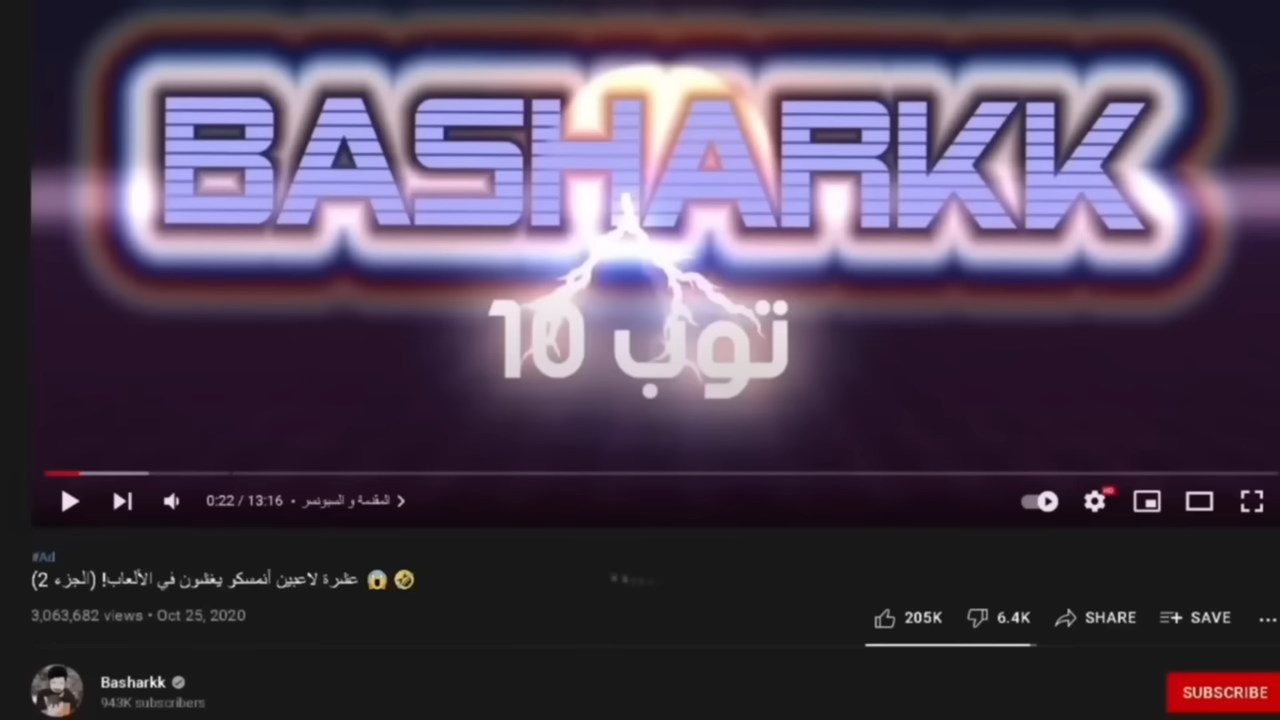 BASHARKK
توب 10
0:22 / 13:16 • المقدمة و السبونسر
HD
#Ad
عشرة لاعبين أنمسكو يغشون في الألعاب! (الجزء 2) 😱 🤣
3,063,682 views • Oct 25, 2020
205K 6.4K SHARE SAVE
Basharkk
943K subscribers
SUBSCRIBE